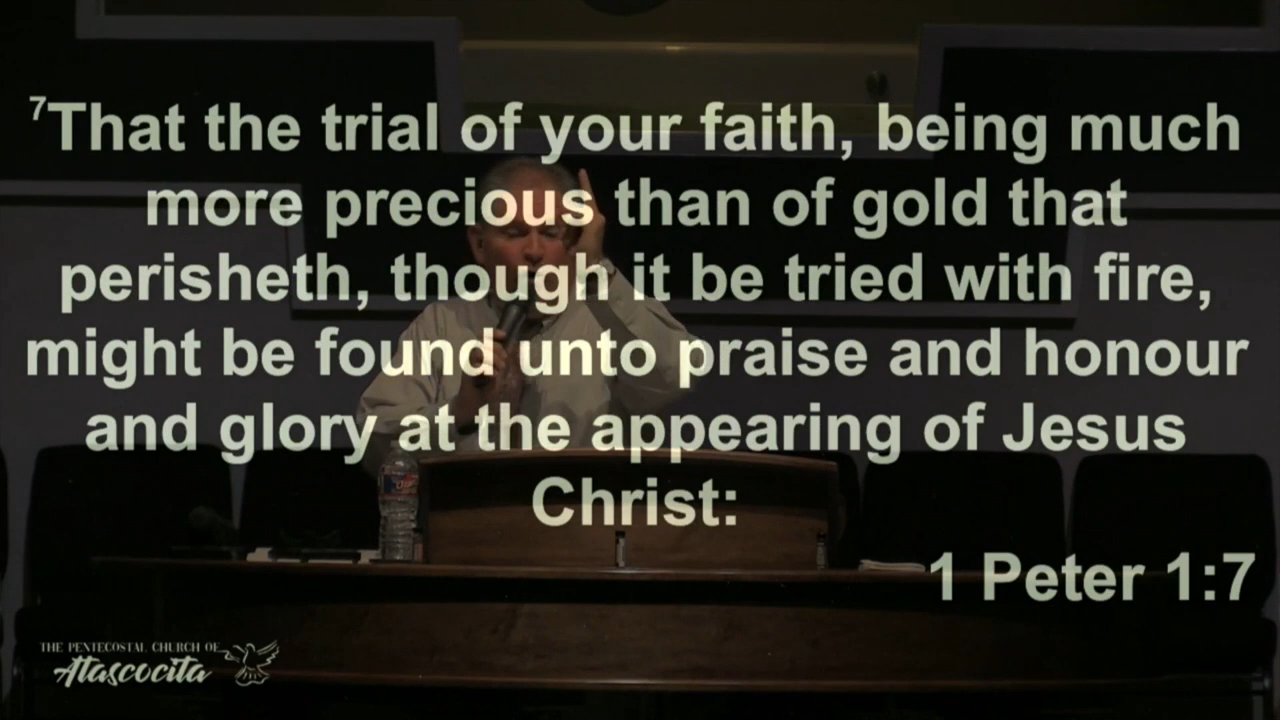 ⁷That the trial of your faith, being much
more precious than of gold that
perisheth, though it be tried with fire,
might be found unto praise and honour
and glory at the appearing of Jesus
Christ:
1 Peter 1:7
THE PENTECOSTAL CHURCH OF
Atascocita